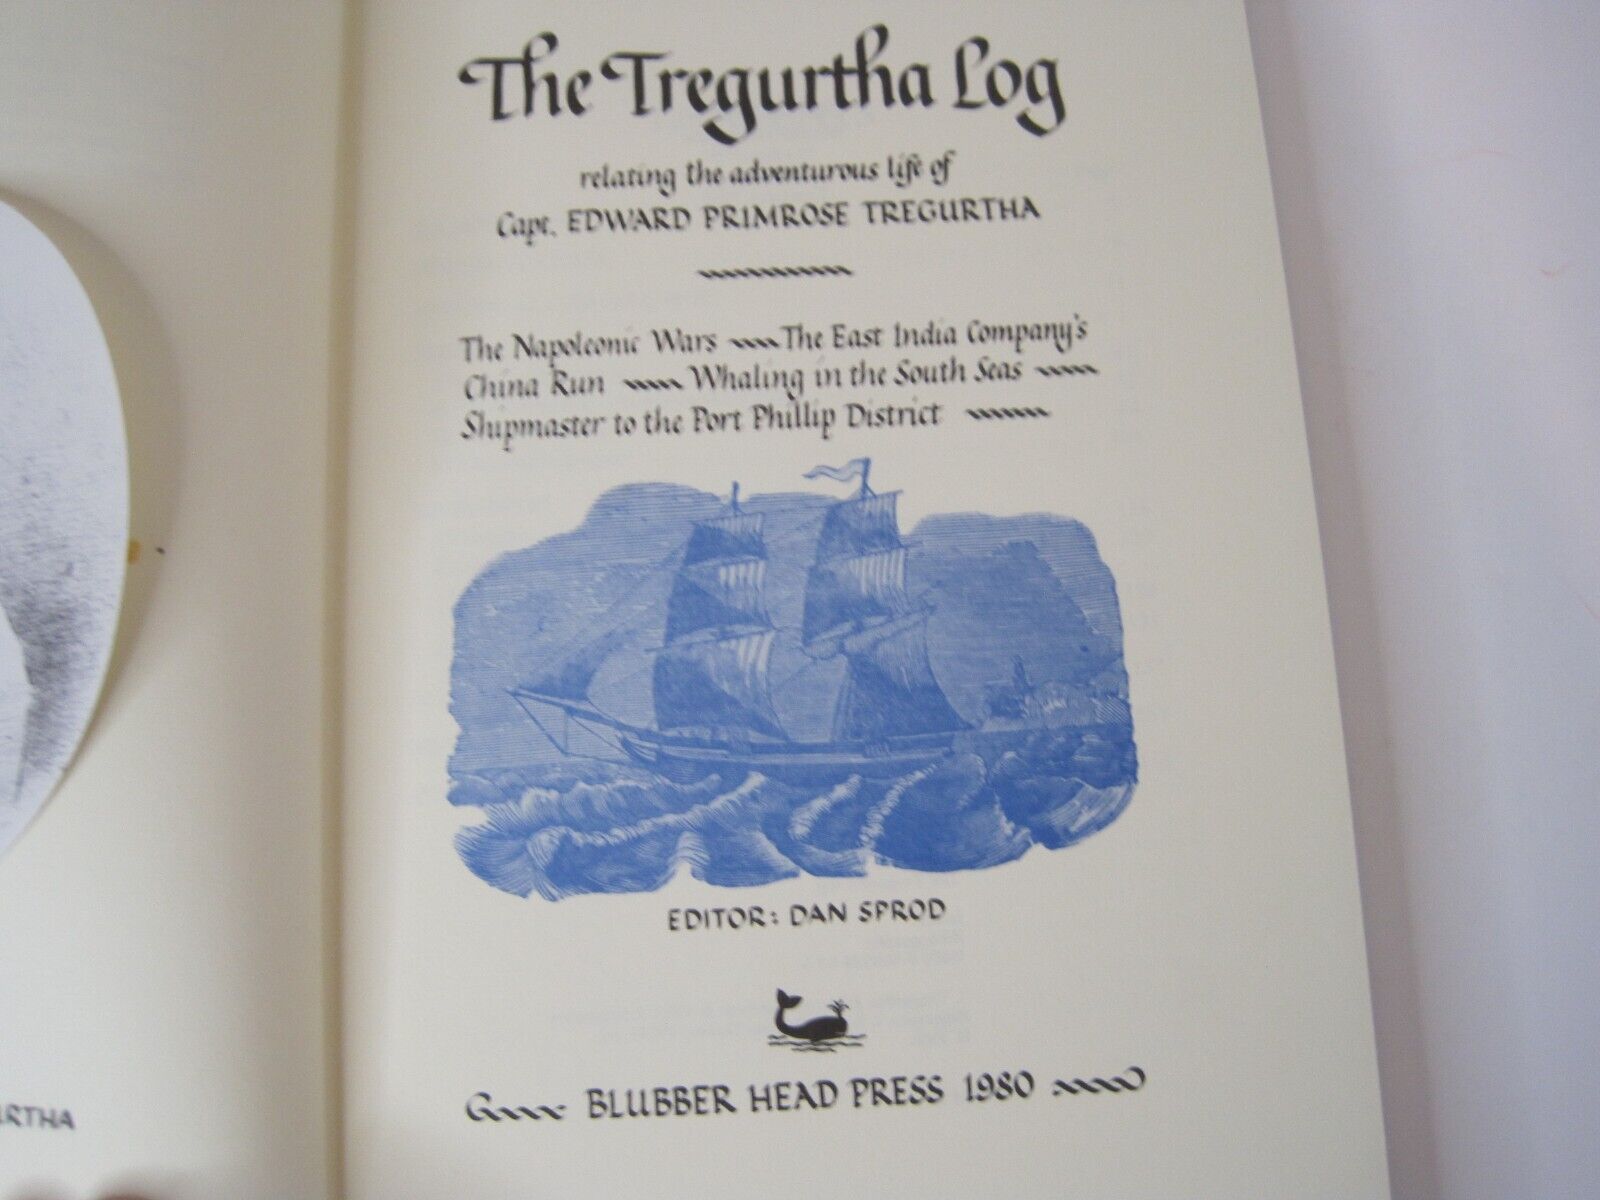 The Tregurtha Log
relating the adventurous life of
Capt. EDWARD PRIMROSE TREGURTHA
The Napoleonic Wars The East India Company's
China Run Whaling in the South Seas
Shipmaster to the Port Phillip District
EDITOR: DAN SPROD
BLUBBER HEAD PRESS 1980
RTHA